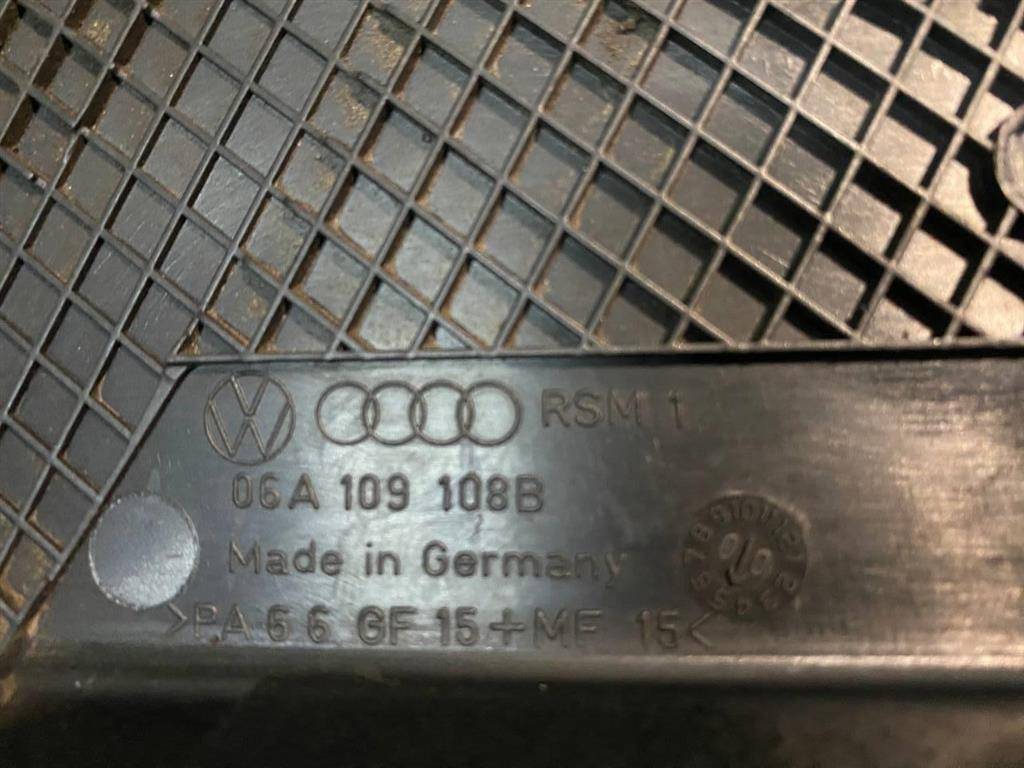 RSM 1
06A 109 108B
Made in Germany
>PA 6 6 GF 15+MF 15<